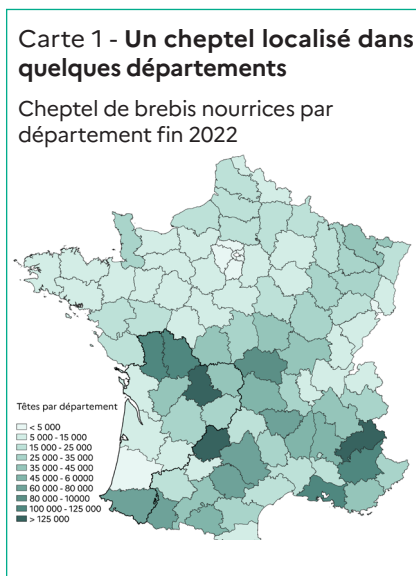 Carte 1 - Un cheptel localisé dans
quelques départements
Cheptel de brebis nourrices par
département fin 2022
Têtes par département
< 5 000
5 000 - 15 000
15 000 - 25 000
25 000 - 35 000
35 000 - 45 000
45 000 - 6 0000
60 000 - 80 000
80 000 - 10000
100 000 - 125 000
> 125 000